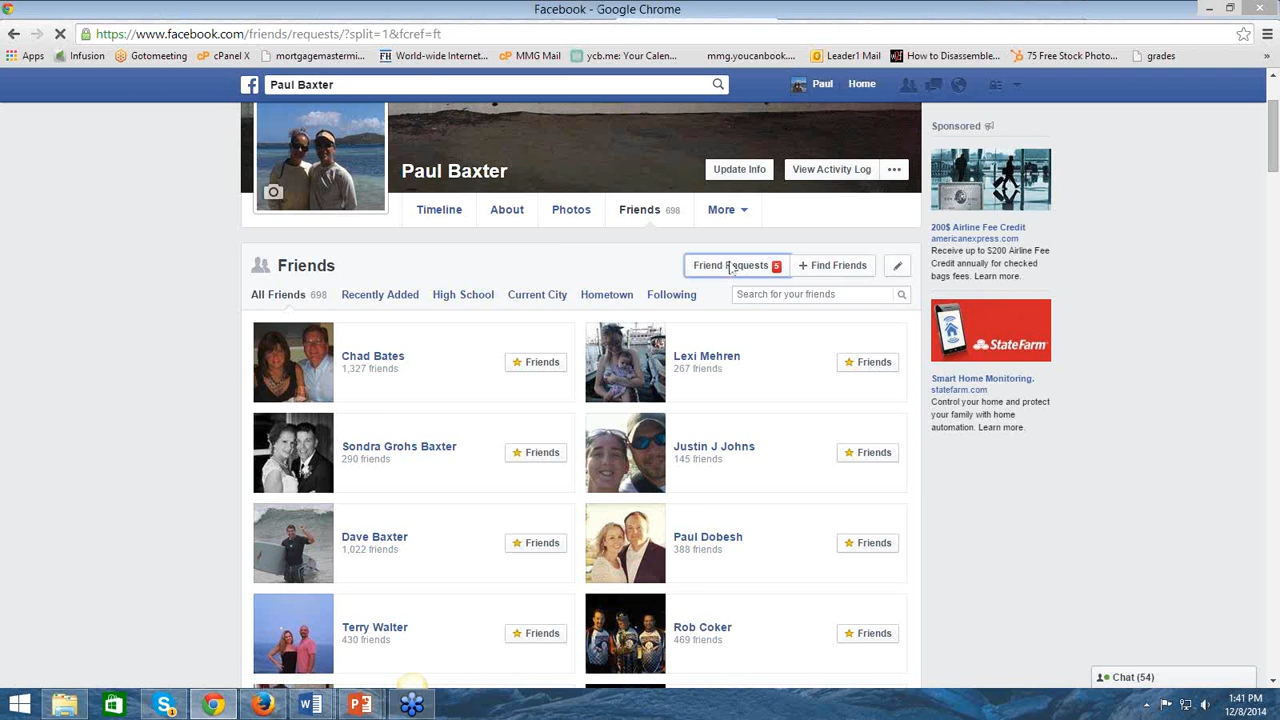 Facebook - Google Chrome
https://www.facebook.com/friends/requests/?split=1&fcref=ft
Apps Infusion Gotomeeting cPanel X mortgagemastermi... World-wide Internet... MMG Mail ycb.me: Your Calen... mmg.youcanbook.... Leader1 Mail How to Disassemble... 75 Free Stock Photo... grades »
Paul Baxter Paul Home
Paul Baxter Update Info View Activity Log •••
Timeline About Photos Friends 698 More
Sponsored
200$ Airline Fee Credit
americanexpress.com
Receive up to $200 Airline Fee
Credit annually for checked
bags fees. Learn more.
Friends Friend Requests 5 + Find Friends
All Friends 698 Recently Added High School Current City Hometown Following Search for your friends
StateFarm
Smart Home Monitoring.
statefarm.com
Control your home and protect
your family with home
automation. Learn more.
Chad Bates
1,327 friends
Friends
Lexi Mehren
267 friends
Friends
Sondra Grohs Baxter
290 friends
Friends
Justin J Johns
145 friends
Friends
Dave Baxter
1,022 friends
Friends
Paul Dobesh
388 friends
Friends
Terry Walter
430 friends
Friends
Rob Coker
469 friends
Friends
Chat (54)
1:41 PM
12/8/2014